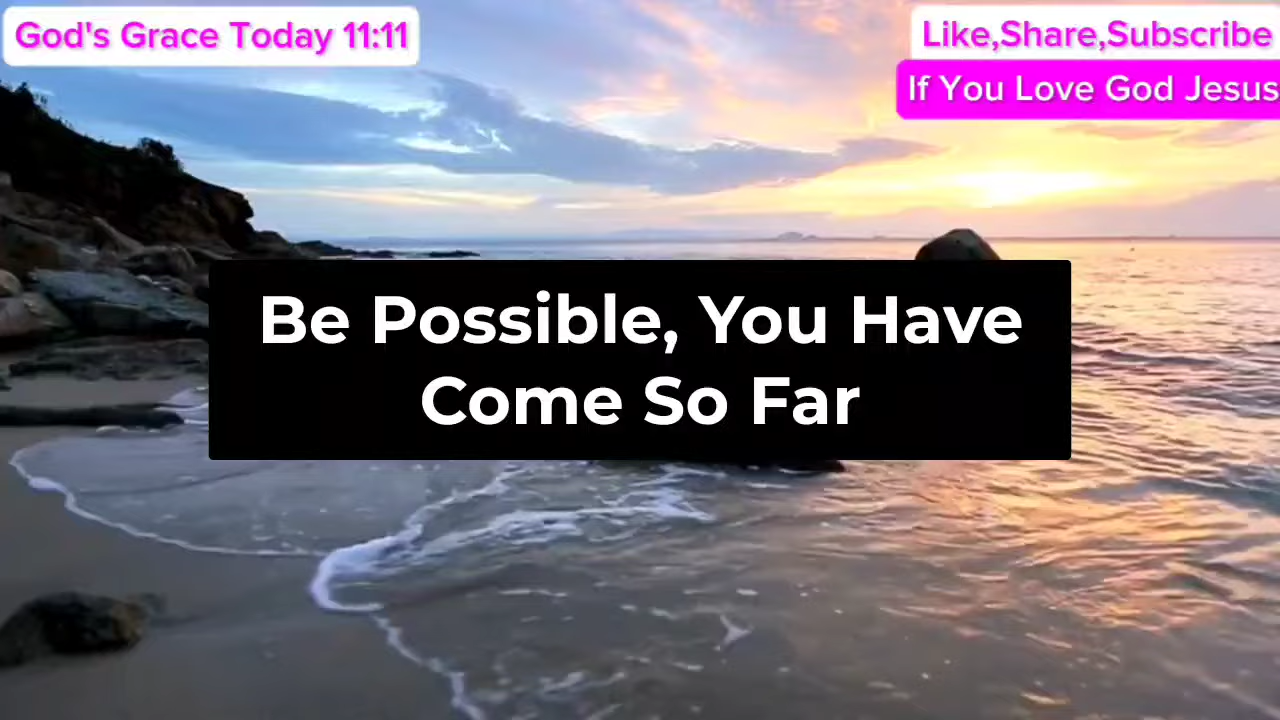 God's Grace Today 11:11
Like,Share,Subscribe
If You Love God Jesus
Be Possible, You Have
Come So Far